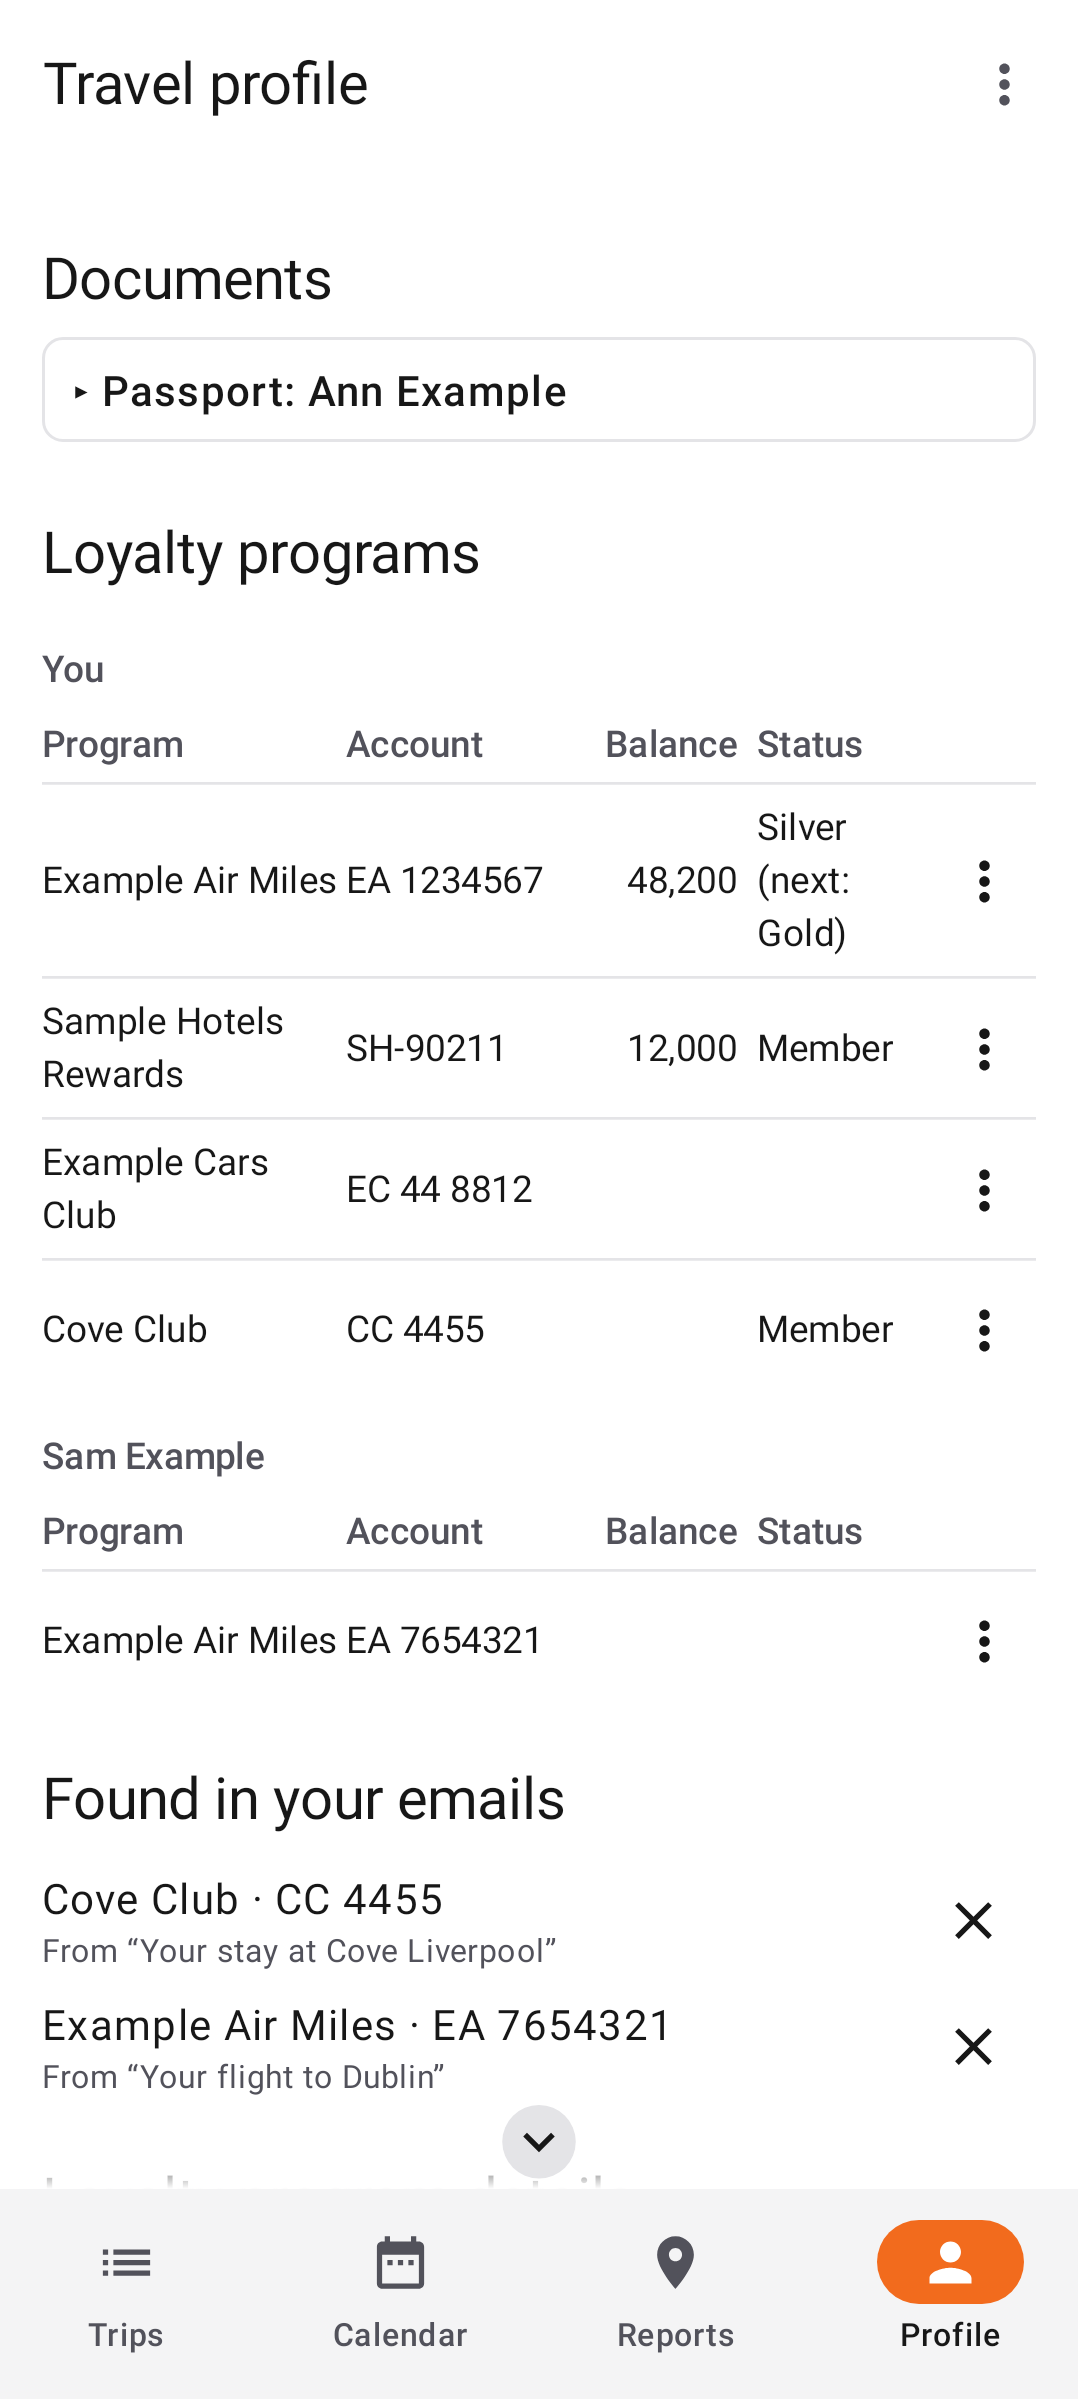 Travel profile
Documents
▸ Passport: Ann Example
Loyalty programs
You
Program Account Balance Status
Example Air Miles EA 1234567 48,200 Silver (next: Gold)
Sample Hotels Rewards SH-90211 12,000 Member
Example Cars Club EC 44 8812
Cove Club CC 4455 Member
Sam Example
Program Account Balance Status
Example Air Miles EA 7654321
Found in your emails
Cove Club · CC 4455
From “Your stay at Cove Liverpool”
Example Air Miles · EA 7654321
From “Your flight to Dublin”
Trips Calendar Reports Profile